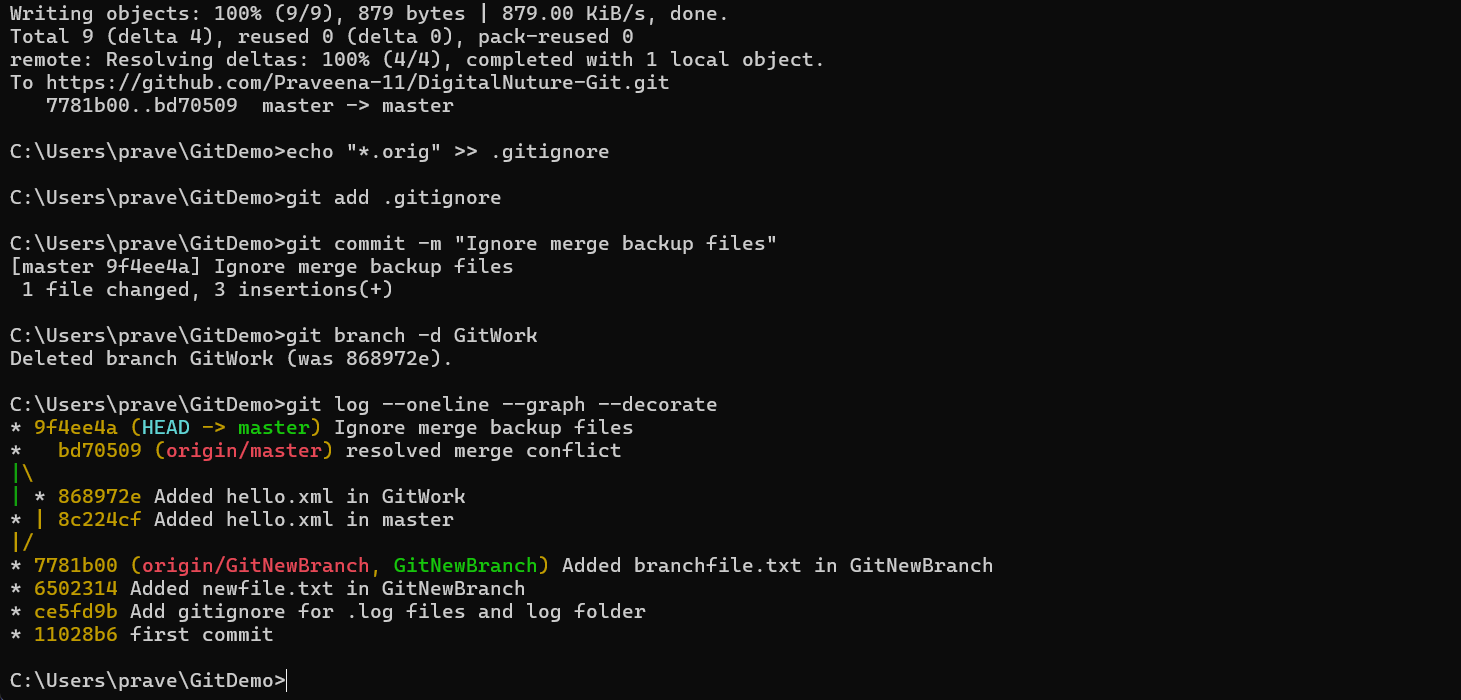 Writing objects: 100% (9/9), 879 bytes | 879.00 KiB/s, done.
Total 9 (delta 4), reused 0 (delta 0), pack-reused 0
remote: Resolving deltas: 100% (4/4), completed with 1 local object.
To https://github.com/Praveena-11/DigitalNuture-Git.git
   7781b00..bd70509  master -> master

C:\Users\prave\GitDemo>echo "*.orig" >> .gitignore

C:\Users\prave\GitDemo>git add .gitignore

C:\Users\prave\GitDemo>git commit -m "Ignore merge backup files"
[master 9f4ee4a] Ignore merge backup files
 1 file changed, 3 insertions(+)

C:\Users\prave\GitDemo>git branch -d GitWork
Deleted branch GitWork (was 868972e).

C:\Users\prave\GitDemo>git log --oneline --graph --decorate
* 9f4ee4a (HEAD -> master) Ignore merge backup files
*   bd70509 (origin/master) resolved merge conflict
|\
| * 868972e Added hello.xml in GitWork
* | 8c224cf Added hello.xml in master
|/
* 7781b00 (origin/GitNewBranch, GitNewBranch) Added branchfile.txt in GitNewBranch
* 6502314 Added newfile.txt in GitNewBranch
* ce5fd9b Add gitignore for .log files and log folder
* 11028b6 first commit

C:\Users\prave\GitDemo>